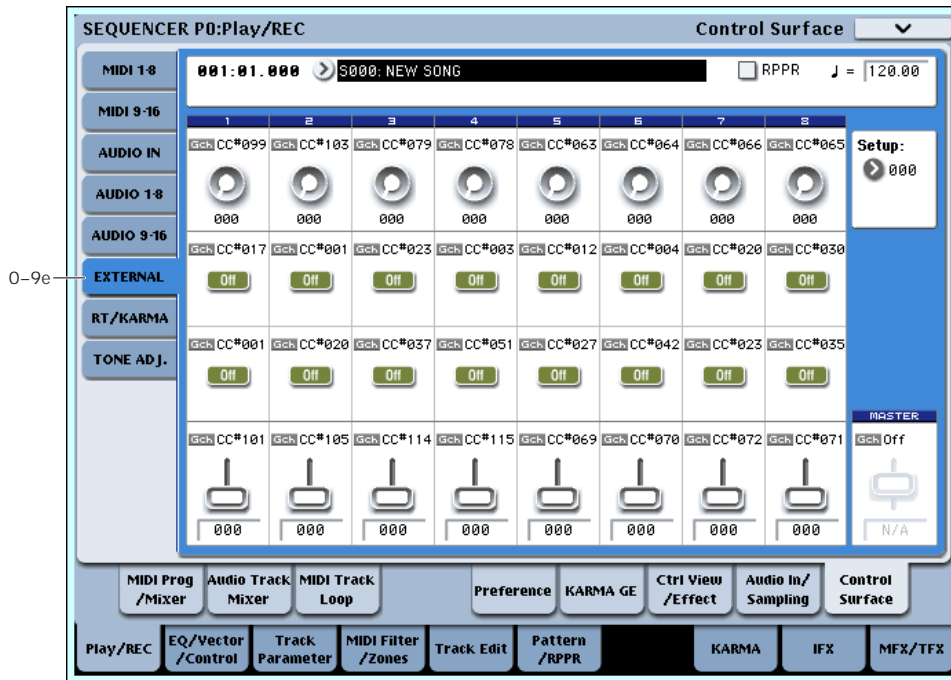 SEQUENCER P0:Play/REC Control Surface
MIDI 1-8
MIDI 9-16
AUDIO IN
AUDIO 1-8
AUDIO 9-16
0–9e
EXTERNAL
RT/KARMA
TONE ADJ.
001:01.000 S000: NEW SONG RPPR ♩ = 120.00
1 2 3 4 5 6 7 8
Gch CC#099 Gch CC#103 Gch CC#079 Gch CC#078 Gch CC#063 Gch CC#064 Gch CC#066 Gch CC#065
000 000 000 000 000 000 000 000
Setup:
000
Gch CC#017 Gch CC#001 Gch CC#023 Gch CC#003 Gch CC#012 Gch CC#004 Gch CC#020 Gch CC#030
Off Off Off Off Off Off Off Off
Gch CC#001 Gch CC#020 Gch CC#037 Gch CC#051 Gch CC#027 Gch CC#042 Gch CC#023 Gch CC#035
Off Off Off Off Off Off Off Off
MASTER
Gch CC#101 Gch CC#105 Gch CC#114 Gch CC#115 Gch CC#069 Gch CC#070 Gch CC#072 Gch CC#071 Gch Off
000 000 000 000 000 000 000 000 N/A
MIDI Prog
/Mixer
Audio Track
Mixer
MIDI Track
Loop
Preference
KARMA GE
Ctrl View
/Effect
Audio In/
Sampling
Control
Surface
Play/REC
EQ/Vector
/Control
Track
Parameter
MIDI Filter
/Zones
Track Edit
Pattern
/RPPR
KARMA
IFX
MFX/TFX